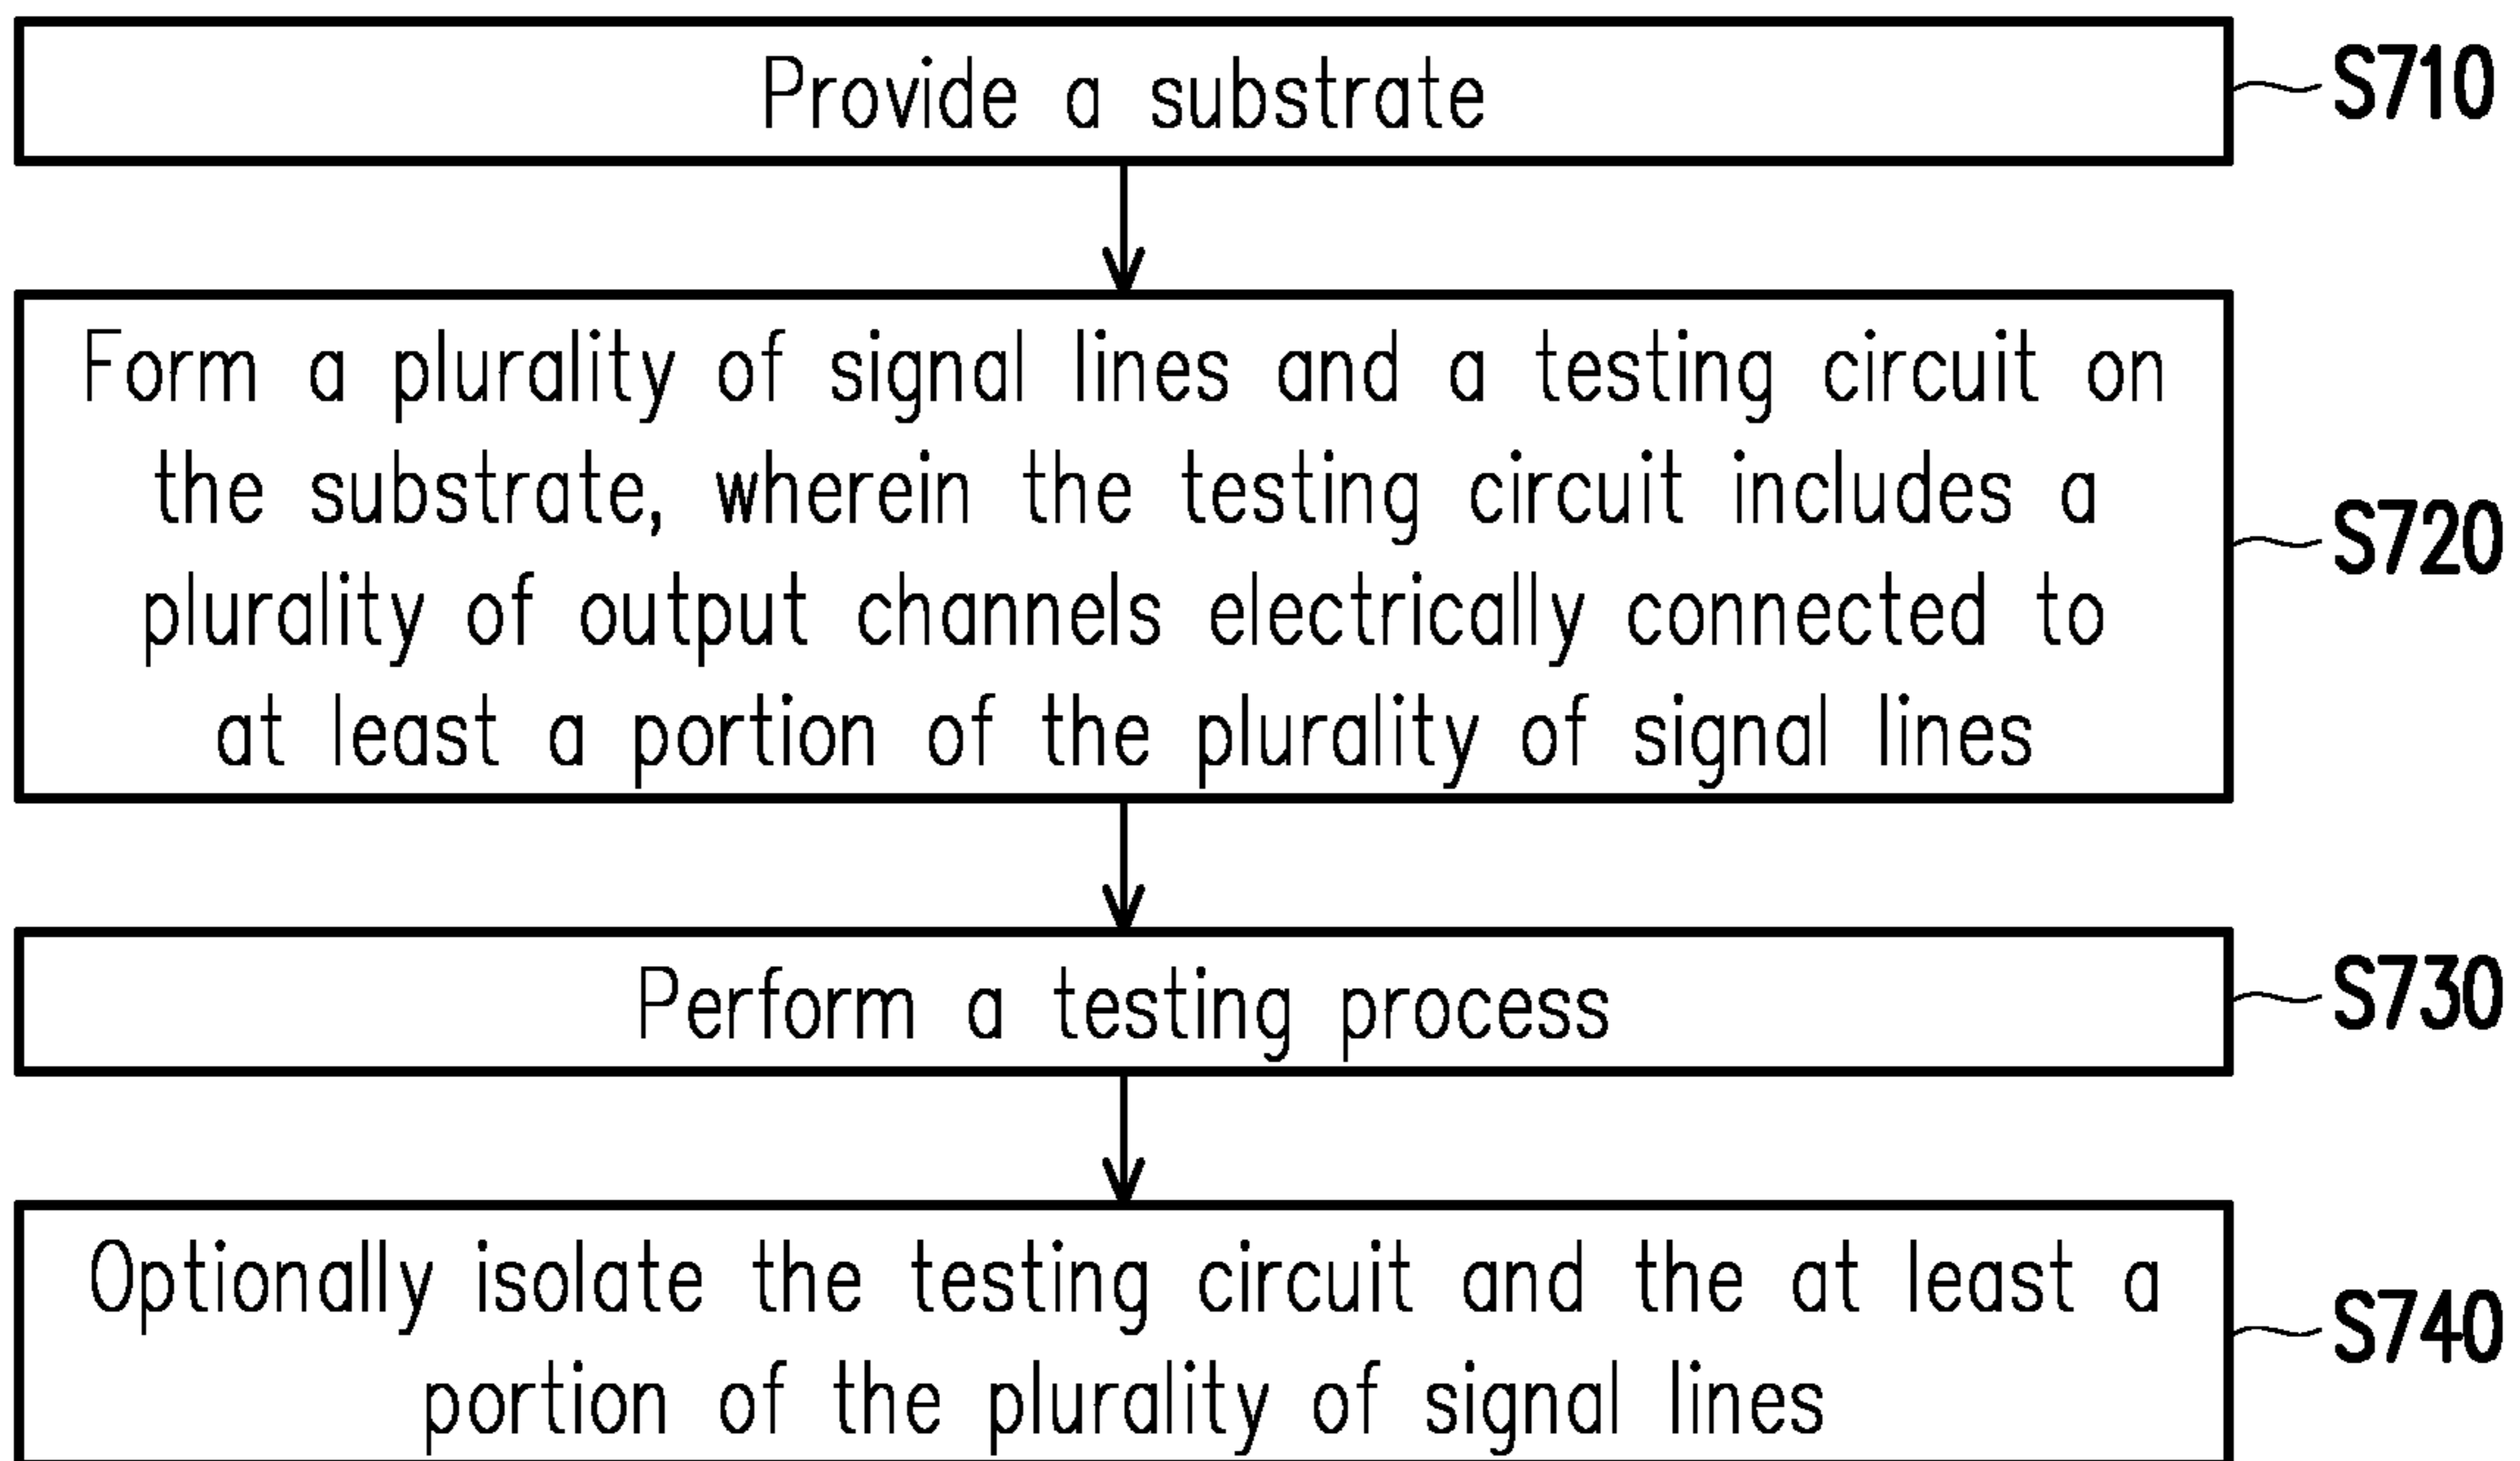 Provide a substrate
S710
Form a plurality of signal lines and a testing circuit on
the substrate, wherein the testing circuit includes a
plurality of output channels electrically connected to
at least a portion of the plurality of signal lines
S720
Perform a testing process
S730
Optionally isolate the testing circuit and the at least a
portion of the plurality of signal lines
S740